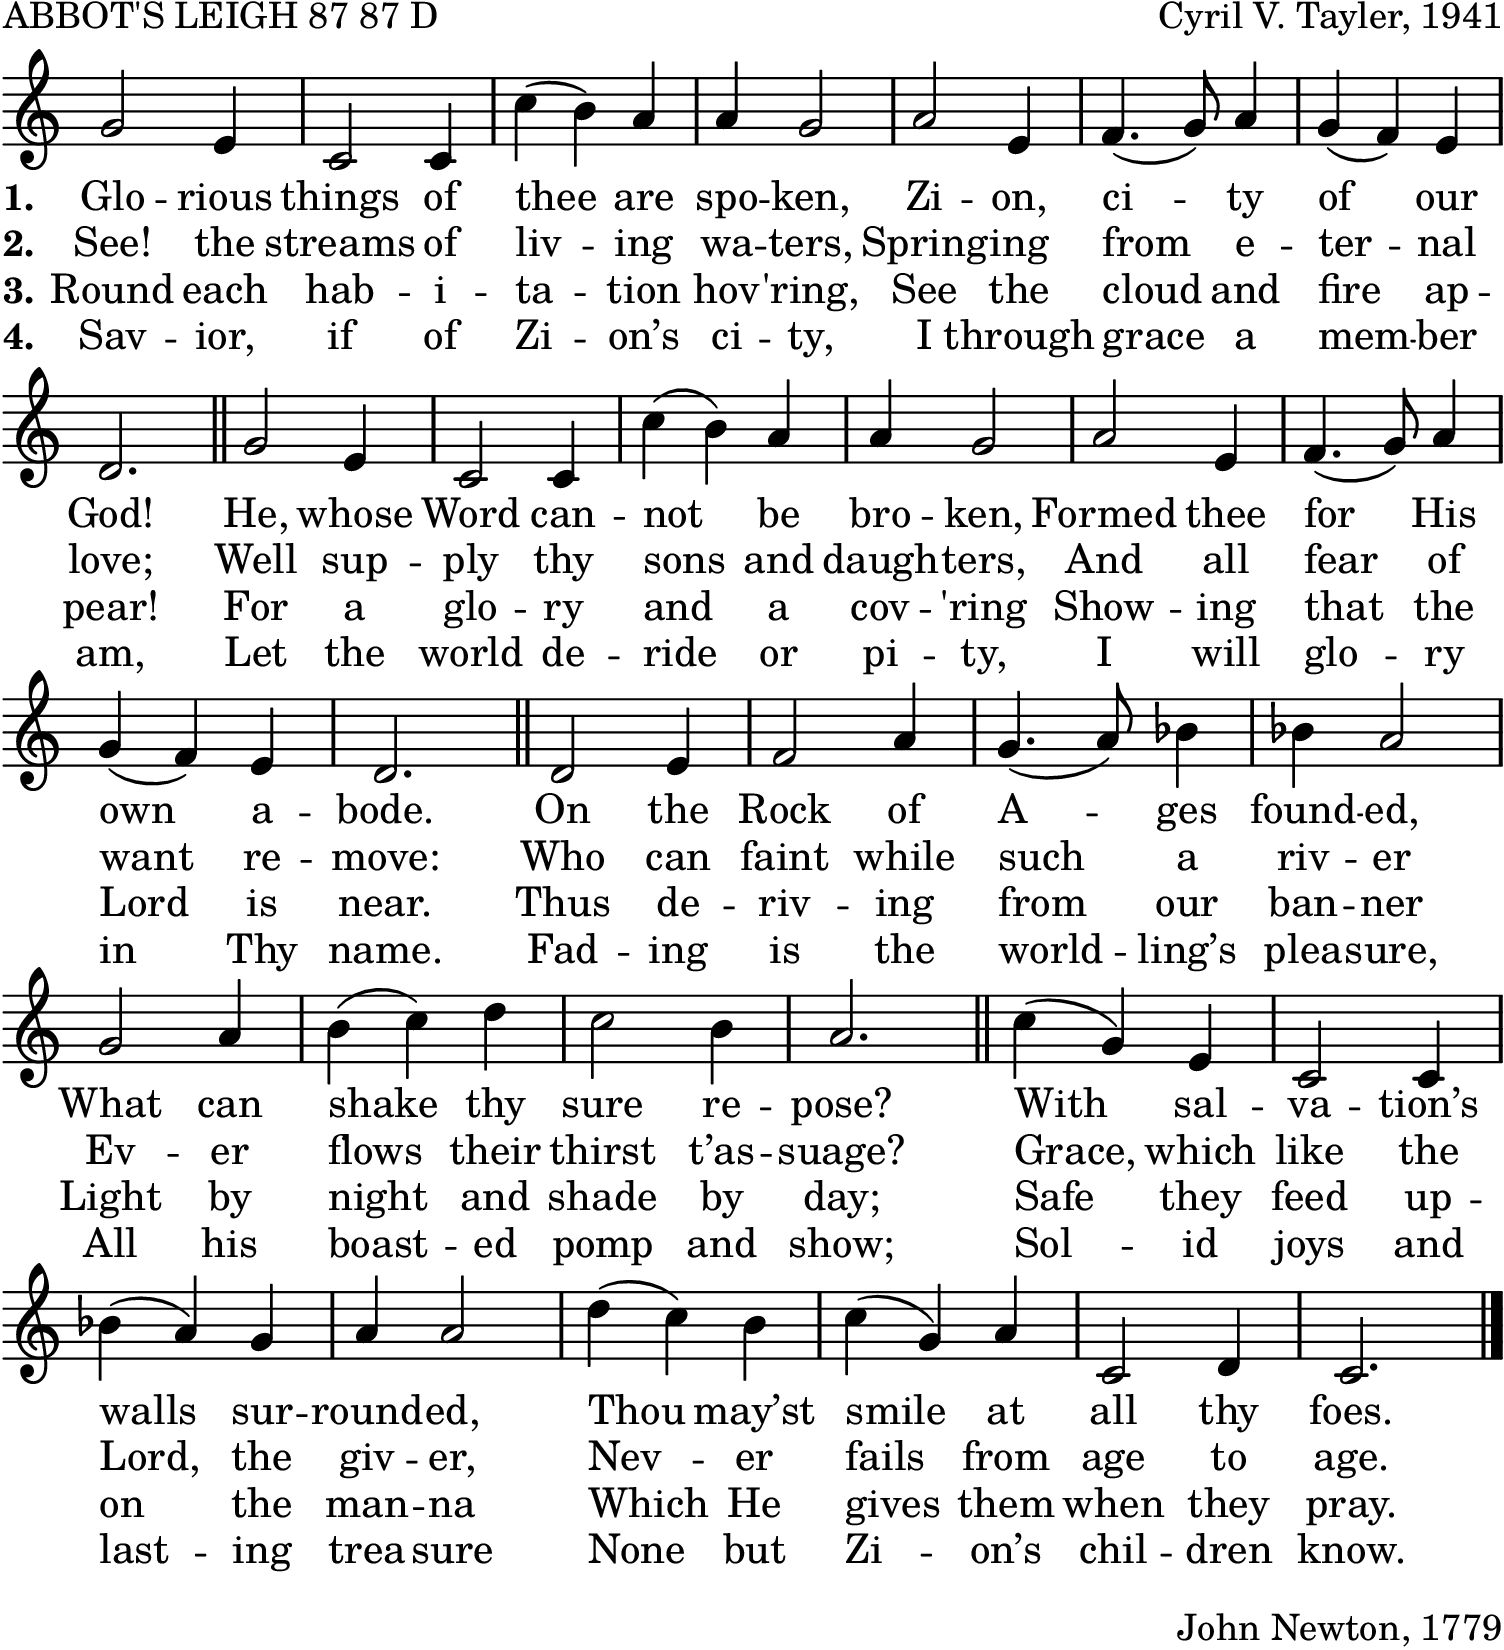 ABBOT'S LEIGH 87 87 D
Cyril V. Tayler, 1941
1. Glo -- rious things of thee are spo -- ken, Zi -- on, ci -- ty of our
2. See! the streams of liv -- ing wa -- ters, Springing from e -- ter -- nal
3. Round each hab -- i -- ta -- tion hov -- 'ring, See the cloud and fire ap --
4. Sav -- ior, if of Zi -- on’s ci -- ty, I through grace a mem -- ber
God! He, whose Word can -- not be bro -- ken, Formed thee for His
love; Well sup -- ply thy sons and daughters, And all fear of
pear! For a glo -- ry and a cov -- 'ring Show -- ing that the
am, Let the world de -- ride or pi -- ty, I will glo -- ry
own a -- bode. On the Rock of A -- ges found -- ed,
want re -- move: Who can faint while such a riv -- er
Lord is near. Thus de -- riv -- ing from our ban -- ner
in Thy name. Fad -- ing is the world -- ling’s pleasure,
What can shake thy sure re -- pose? With sal -- va -- tion’s
Ev -- er flows their thirst t’as -- suage? Grace, which like the
Light by night and shade by day; Safe they feed up --
All his boast -- ed pomp and show; Sol -- id joys and
walls sur -- rounded, Thou may’st smile at all thy foes.
Lord, the giv -- er, Nev -- er fails from age to age.
on the man -- na Which He gives them when they pray.
last -- ing treasure None but Zi -- on’s chil -- dren know.
John Newton, 1779